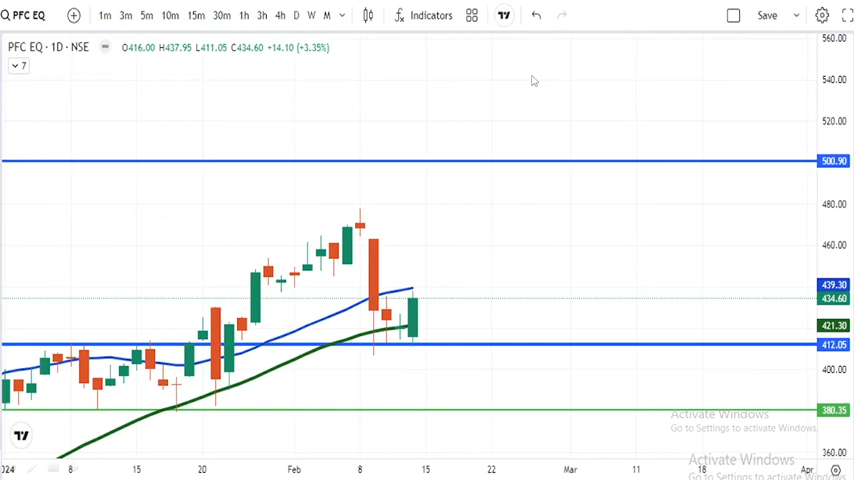 PFC EQ 1m 3m 5m 10m 15m 30m 1h 3h 4h D W M Indicators Save
PFC EQ · 1D · NSE O416.00 H437.95 L411.05 C434.60 +14.10 (+3.35%)
7
560.00
540.00
520.00
500.90
480.00
460.00
439.30
434.60
421.30
412.05
400.00
380.35
360.00
Activate Windows
Go to Settings to activate Windows.
Activate Windows
Go to Settings to activate Windows.
2024 8 15 20 Feb 8 15 22 Mar 11 18 Apr